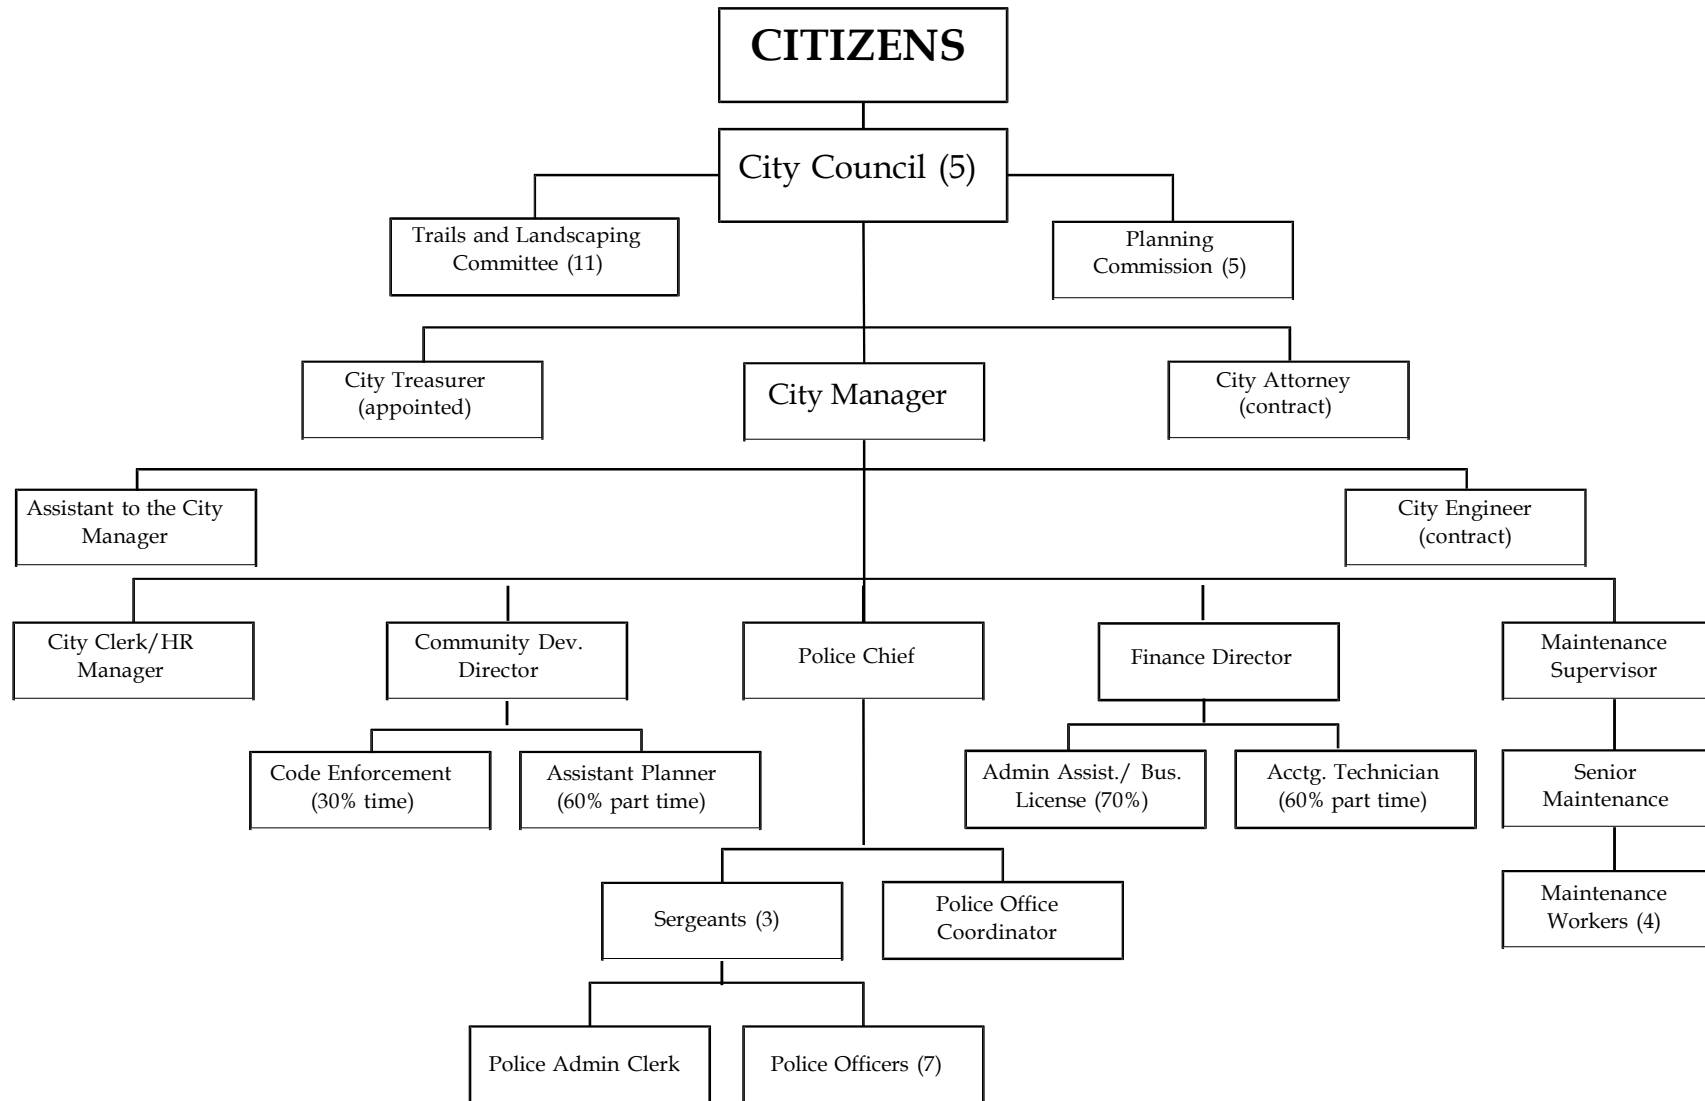 CITIZENS
City Council (5)
Trails and Landscaping
Committee (11)
Planning
Commission (5)
City Treasurer
(appointed)
City Manager
City Attorney
(contract)
Assistant to the City
Manager
City Engineer
(contract)
City Clerk/HR
Manager
Community Dev.
Director
Police Chief
Finance Director
Maintenance
Supervisor
Code Enforcement
(30% time)
Assistant Planner
(60% part time)
Admin Assist./ Bus.
License (70%)
Acctg. Technician
(60% part time)
Senior
Maintenance
Sergeants (3)
Police Office
Coordinator
Maintenance
Workers (4)
Police Admin Clerk
Police Officers (7)